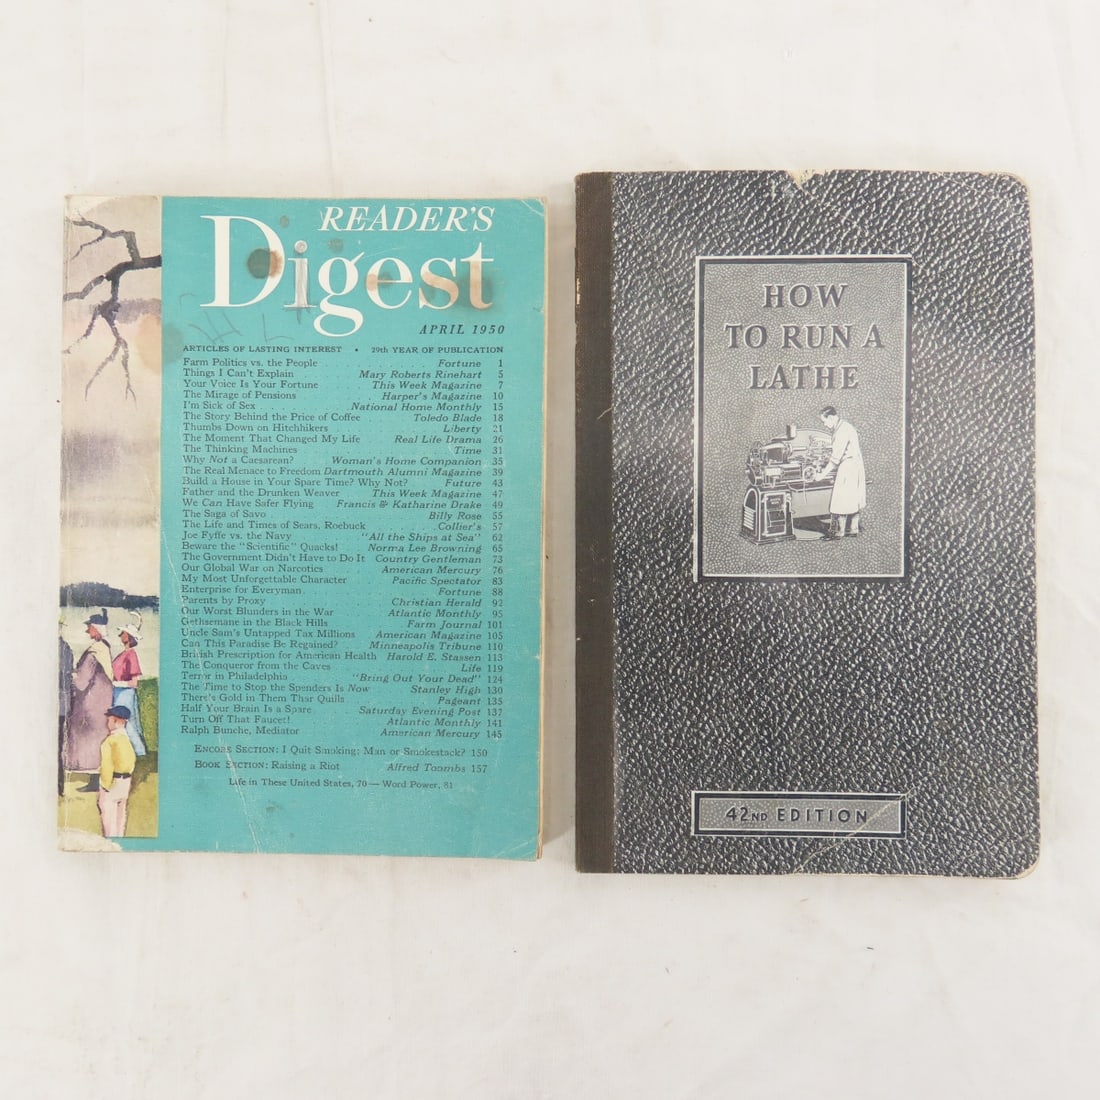 READER'S
Digest
APRIL 1950
ARTICLES OF LASTING INTEREST • 29th YEAR OF PUBLICATION
Farm Politics vs. the People Fortune 1
Things I Can't Explain Mary Roberts Rinehart 5
Your Voice Is Your Fortune This Week Magazine 7
The Mirage of Pensions Harper's Magazine 10
I'm Sick of Sex National Home Monthly 15
The Story Behind the Price of Coffee Toledo Blade 18
Thumbs Down on Hitchhikers Liberty 21
The Moment That Changed My Life Real Life Drama 26
The Thinking Machines Time 31
Why Not a Caesarean? Woman's Home Companion 35
The Real Menace to Freedom Dartmouth Alumni Magazine 39
Build a House in Your Spare Time? Why Not? Future 43
Father and the Drunken Weaver This Week Magazine 47
We Can Have Safer Flying Francis & Katharine Drake 49
The Saga of Savo Billy Rose 55
The Life and Times of Sears, Roebuck Collier's 57
Joe Fyffe vs. the Navy "All the Ships at Sea" 62
Beware the "Scientific" Quacks! Norma Lee Browning 65
The Government Didn't Have to Do It Country Gentleman 73
Our Global War on Narcotics American Mercury 76
My Most Unforgettable Character Pacific Spectator 83
Enterprise for Everyman Fortune 88
Parents by Proxy Christian Herald 92
Our Worst Blunders in the War Atlantic Monthly 95
Gethsemane in the Black Hills Farm Journal 101
Uncle Sam's Untapped Tax Millions American Magazine 105
Can This Paradise Be Regained? Minneapolis Tribune 110
British Prescription for American Health Harold E. Stassen 113
The Conqueror from the Caves Life 119
Terror in Philadelphia "Bring Out Your Dead" 124
The Time to Stop the Spenders Is Now Stanley High 130
There's Gold in Them Thar Quills Pageant 135
Half Your Brain Is a Spare Saturday Evening Post 137
Turn Off That Faucet! Atlantic Monthly 141
Ralph Bunche, Mediator American Mercury 145
ENCORE SECTION: I Quit Smoking; Man or Smokestack? 150
BOOK SECTION: Raising a Riot Alfred Toombs 157
Life in These United States, 70 — Word Power, 81
HOW
TO RUN A
LATHE
42ND EDITION